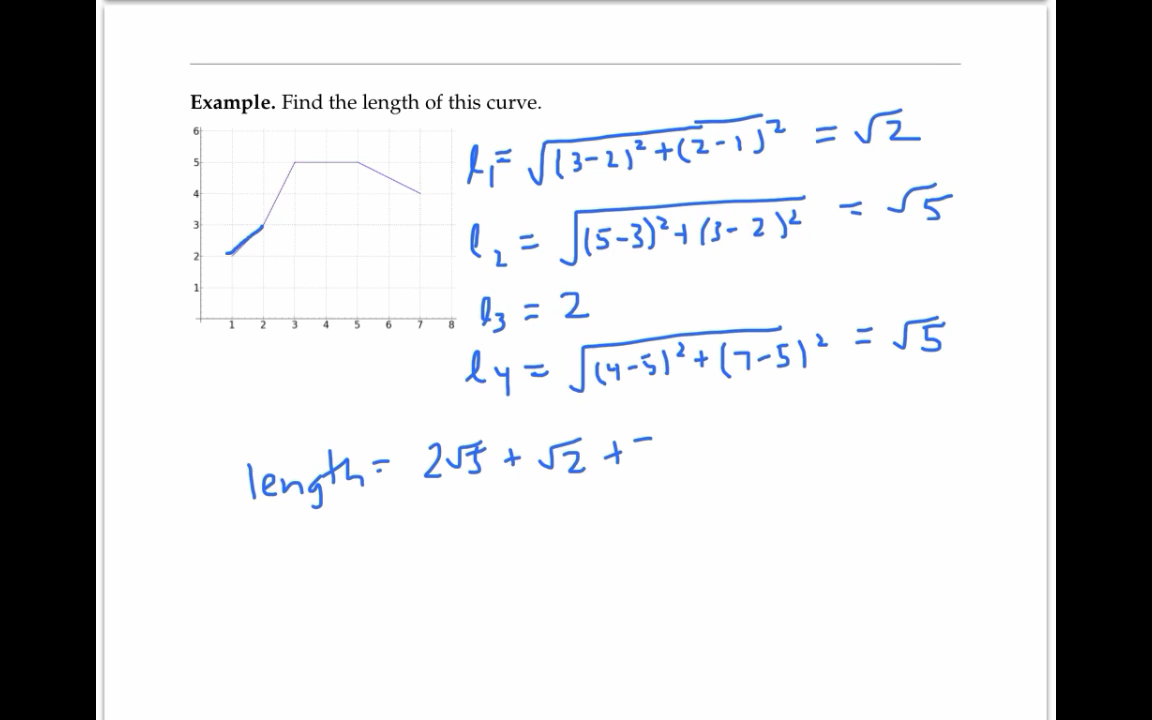 Example. Find the length of this curve.
6
5
4
3
2
1
1 2 3 4 5 6 7 8
l₁ = √(3-2)² + (2-1)² = √2
l₂ = √(5-3)² + (3-2)² = √5
l₃ = 2
l₄ = √(4-5)² + (7-5)² = √5
length = 2√5 + √2 +